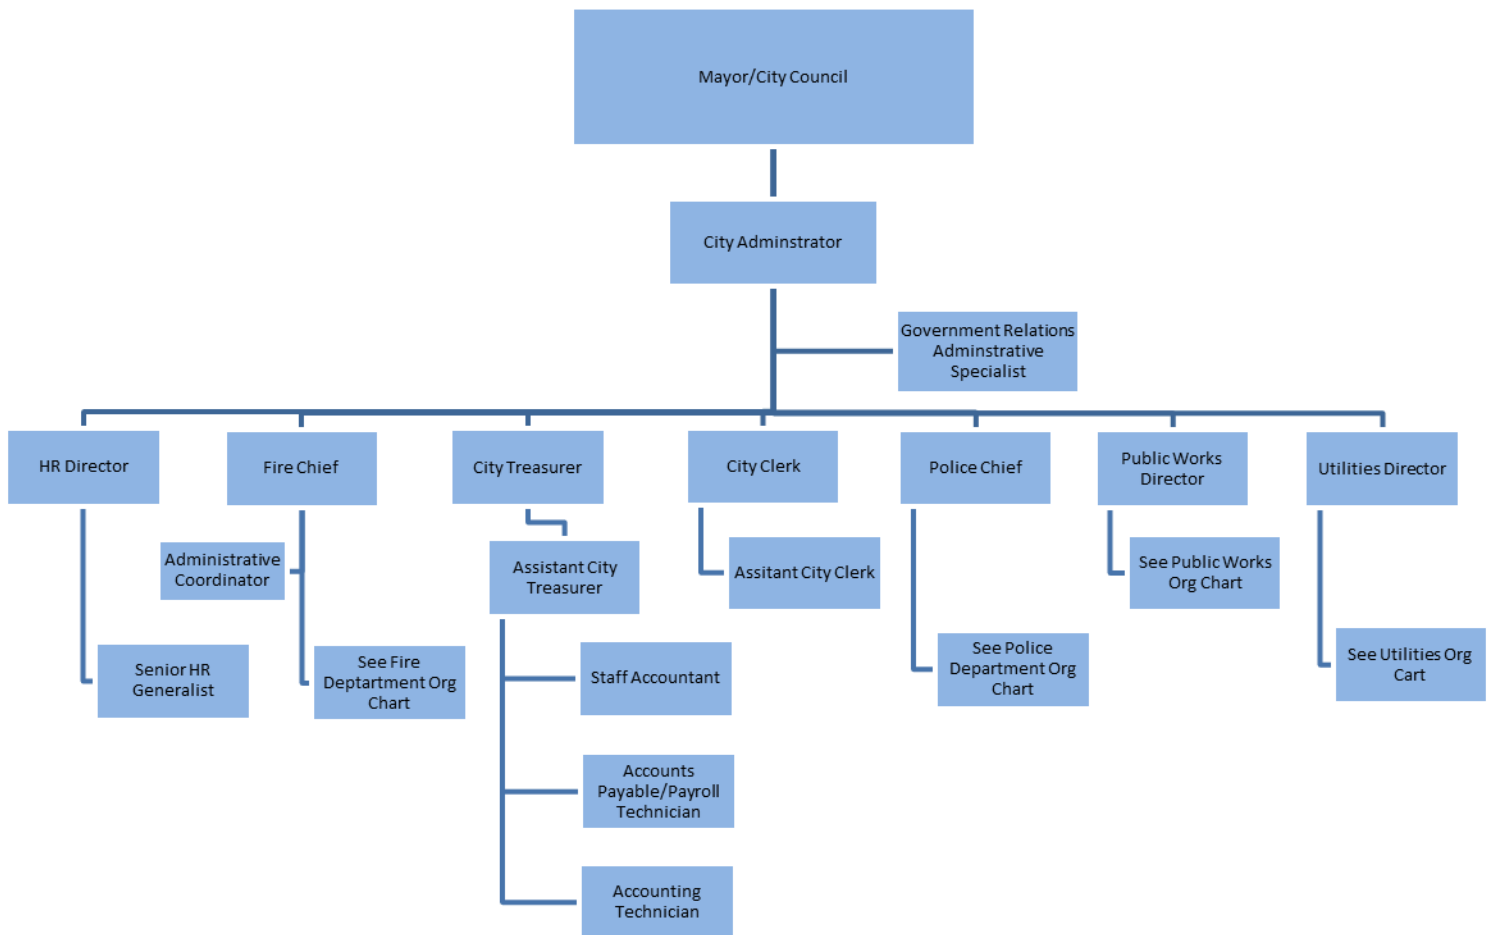 Mayor/City Council
City Adminstrator
Government Relations
Adminstrative
Specialist
HR Director
Fire Chief
City Treasurer
City Clerk
Police Chief
Public Works
Director
Utilities Director
Administrative
Coordinator
Assistant City
Treasurer
Assitant City Clerk
See Public Works
Org Chart
Senior HR
Generalist
See Fire
Deptartment Org
Chart
Staff Accountant
See Police
Department Org
Chart
See Utilities Org
Cart
Accounts
Payable/Payroll
Technician
Accounting
Technician